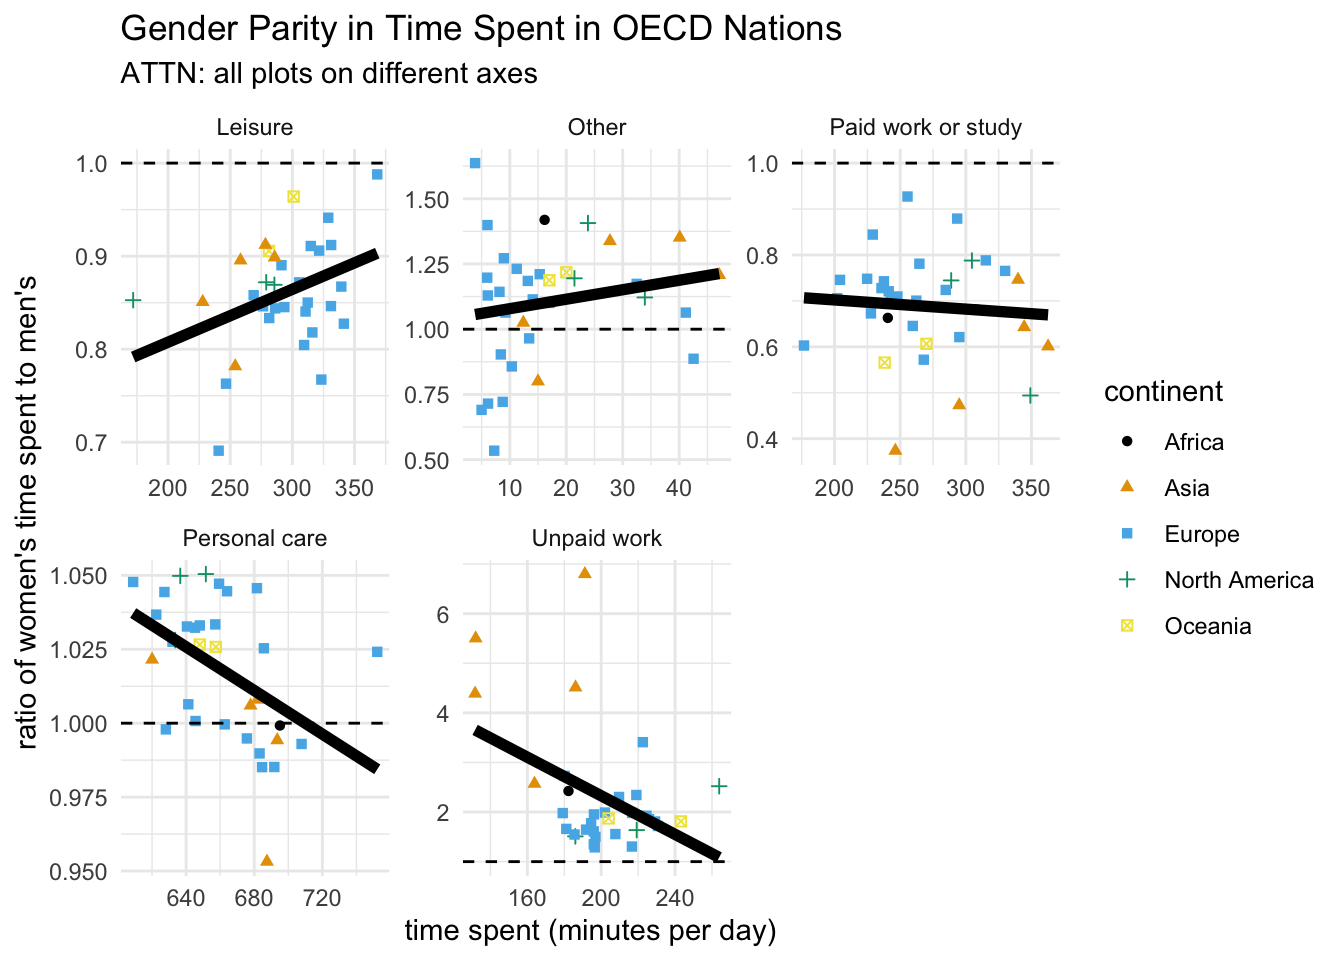 Gender Parity in Time Spent in OECD Nations
ATTN: all plots on different axes
Leisure
Other
Paid work or study
1.0
0.9
0.8
0.7
200 250 300 350
1.50
1.25
1.00
0.75
0.50
10 20 30 40
1.0
0.8
0.6
0.4
200 250 300 350
ratio of women's time spent to men's
Personal care
Unpaid work
1.050
1.025
1.000
0.975
0.950
640 680 720
6
4
2
160 200 240
time spent (minutes per day)
continent
Africa
Asia
Europe
North America
Oceania